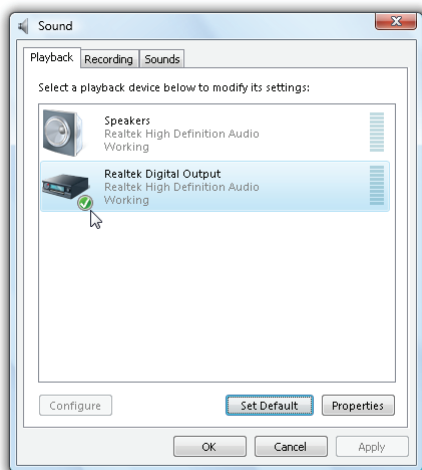 Sound
Playback Recording Sounds
Select a playback device below to modify its settings:
Speakers
Realtek High Definition Audio
Working
Realtek Digital Output
Realtek High Definition Audio
Working
Configure Set Default Properties
OK Cancel Apply